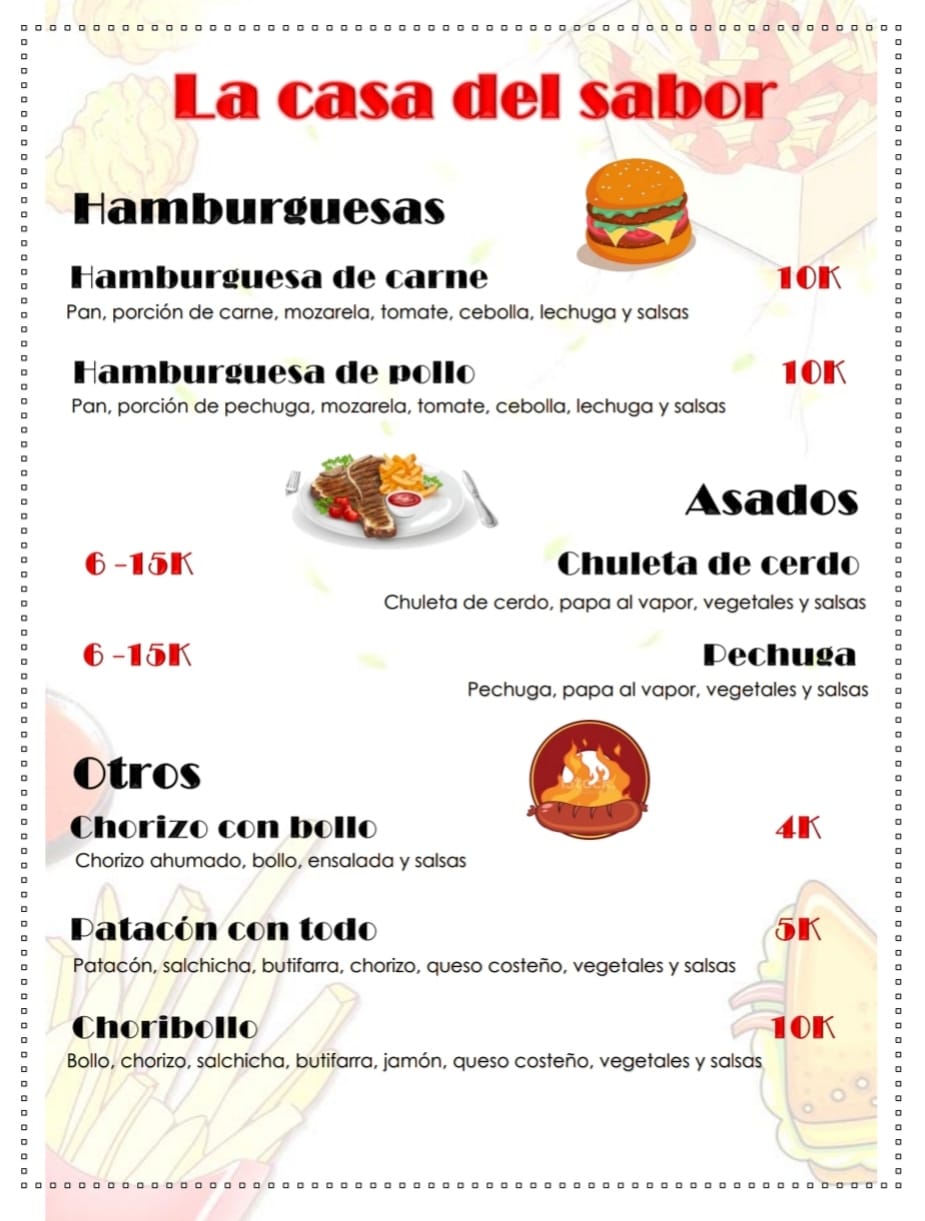 La casa del sabor
Hamburguesas
Hamburguesa de carne 10K
Pan, porción de carne, mozarela, tomate, cebolla, lechuga y salsas
Hamburguesa de pollo 10K
Pan, porción de pechuga, mozarela, tomate, cebolla, lechuga y salsas
Asados
6 -15K Chuleta de cerdo
Chuleta de cerdo, papa al vapor, vegetales y salsas
6 -15K Pechuga
Pechuga, papa al vapor, vegetales y salsas
Otros
Chorizo con bollo 4K
Chorizo ahumado, bollo, ensalada y salsas
Patacón con todo 5K
Patacón, salchicha, butifarra, chorizo, queso costeño, vegetales y salsas
Choribollo 10K
Bollo, chorizo, salchicha, butifarra, jamón, queso costeño, vegetales y salsas